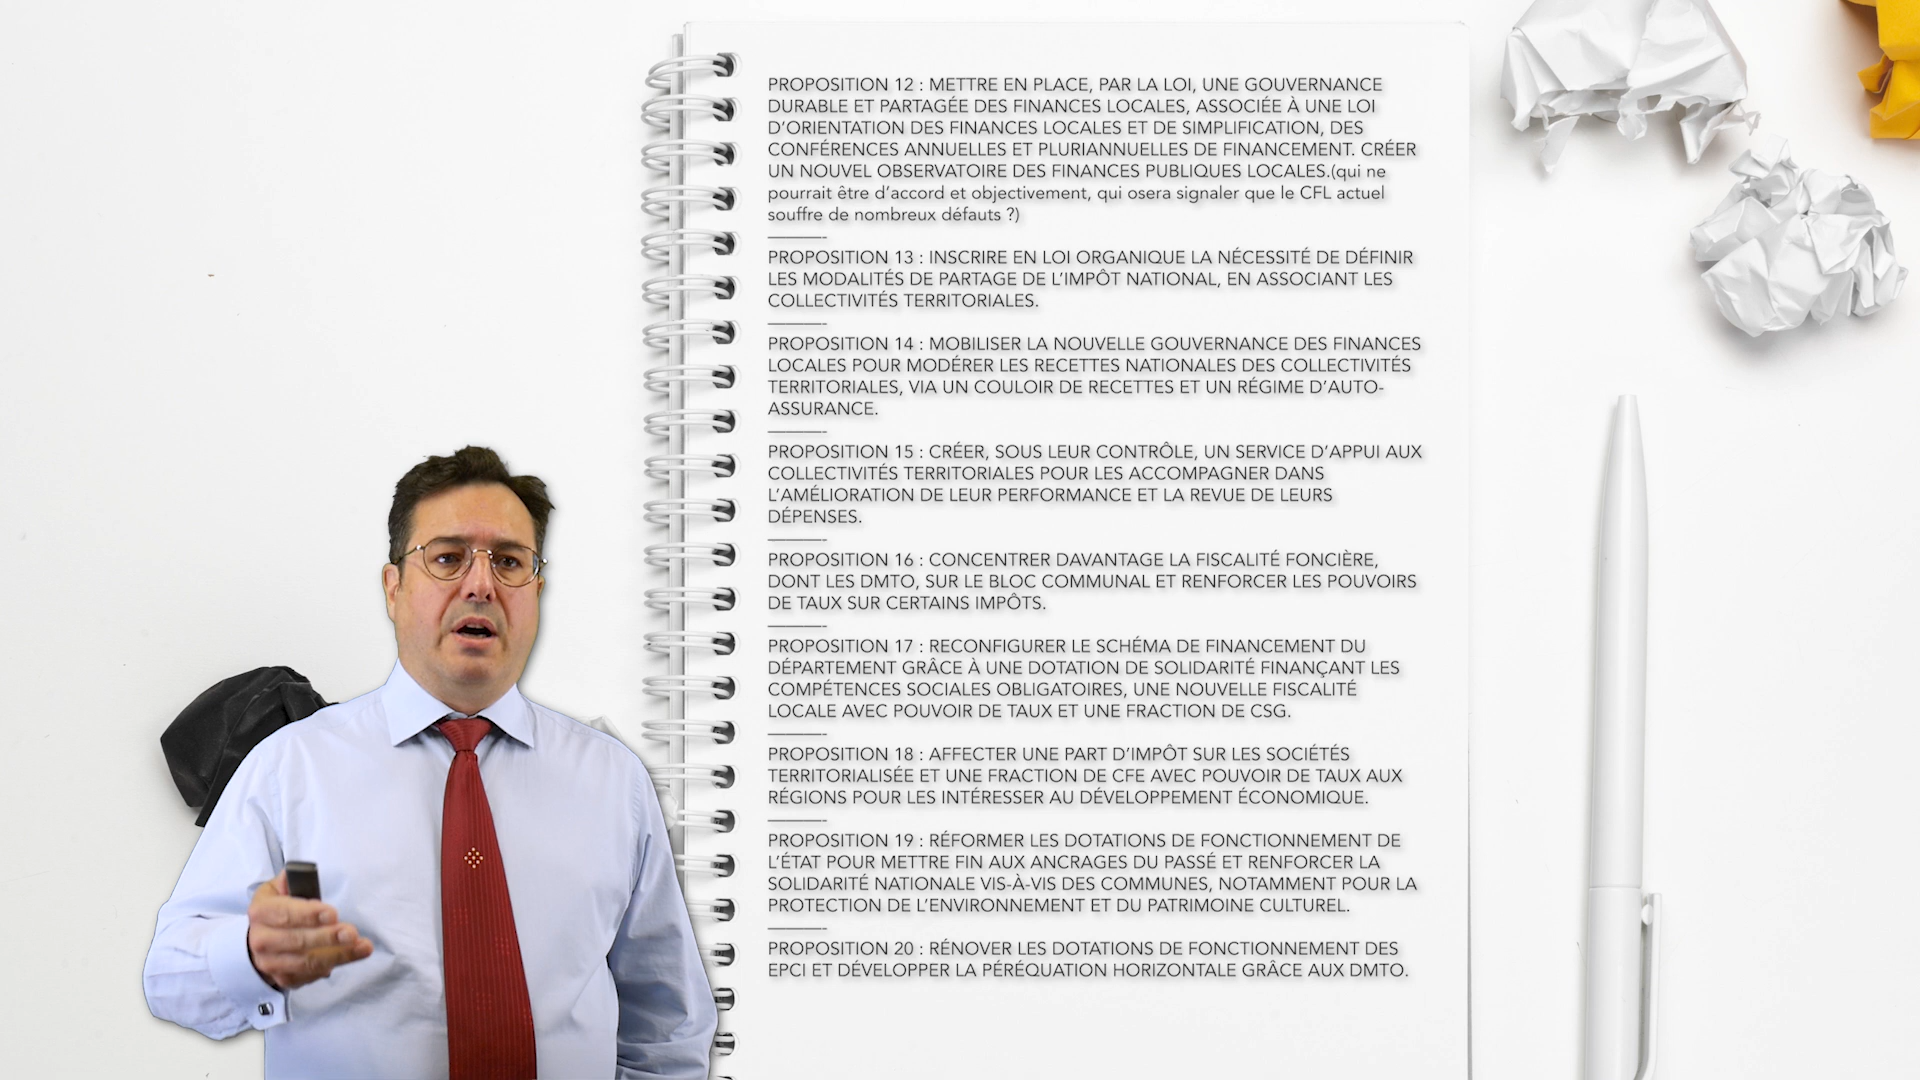 PROPOSITION 12 : METTRE EN PLACE, PAR LA LOI, UNE GOUVERNANCE
DURABLE ET PARTAGÉE DES FINANCES LOCALES, ASSOCIÉE À UNE LOI
D’ORIENTATION DES FINANCES LOCALES ET DE SIMPLIFICATION, DES
CONFÉRENCES ANNUELLES ET PLURIANNUELLES DE FINANCEMENT. CRÉER
UN NOUVEL OBSERVATOIRE DES FINANCES PUBLIQUES LOCALES.(qui ne
pourrait être d’accord et objectivement, qui osera signaler que le CFL actuel
souffre de nombreux défauts ?)
———-
PROPOSITION 13 : INSCRIRE EN LOI ORGANIQUE LA NÉCESSITÉ DE DÉFINIR
LES MODALITÉS DE PARTAGE DE L’IMPÔT NATIONAL, EN ASSOCIANT LES
COLLECTIVITÉS TERRITORIALES.
———-
PROPOSITION 14 : MOBILISER LA NOUVELLE GOUVERNANCE DES FINANCES
LOCALES POUR MODÉRER LES RECETTES NATIONALES DES COLLECTIVITÉS
TERRITORIALES, VIA UN COULOIR DE RECETTES ET UN RÉGIME D’AUTO-
ASSURANCE.
———-
PROPOSITION 15 : CRÉER, SOUS LEUR CONTRÔLE, UN SERVICE D’APPUI AUX
COLLECTIVITÉS TERRITORIALES POUR LES ACCOMPAGNER DANS
L’AMÉLIORATION DE LEUR PERFORMANCE ET LA REVUE DE LEURS
DÉPENSES.
———-
PROPOSITION 16 : CONCENTRER DAVANTAGE LA FISCALITÉ FONCIÈRE,
DONT LES DMTO, SUR LE BLOC COMMUNAL ET RENFORCER LES POUVOIRS
DE TAUX SUR CERTAINS IMPÔTS.
———-
PROPOSITION 17 : RECONFIGURER LE SCHÉMA DE FINANCEMENT DU
DÉPARTEMENT GRÂCE À UNE DOTATION DE SOLIDARITÉ FINANÇANT LES
COMPÉTENCES SOCIALES OBLIGATOIRES, UNE NOUVELLE FISCALITÉ
LOCALE AVEC POUVOIR DE TAUX ET UNE FRACTION DE CSG.
———-
PROPOSITION 18 : AFFECTER UNE PART D’IMPÔT SUR LES SOCIÉTÉS
TERRITORIALISÉE ET UNE FRACTION DE CFE AVEC POUVOIR DE TAUX AUX
RÉGIONS POUR LES INTÉRESSER AU DÉVELOPPEMENT ÉCONOMIQUE.
———-
PROPOSITION 19 : RÉFORMER LES DOTATIONS DE FONCTIONNEMENT DE
L’ÉTAT POUR METTRE FIN AUX ANCRAGES DU PASSÉ ET RENFORCER LA
SOLIDARITÉ NATIONALE VIS-À-VIS DES COMMUNES, NOTAMMENT POUR LA
PROTECTION DE L’ENVIRONNEMENT ET DU PATRIMOINE CULTUREL.
———-
PROPOSITION 20 : RÉNOVER LES DOTATIONS DE FONCTIONNEMENT DES
EPCI ET DÉVELOPPER LA PÉRÉQUATION HORIZONTALE GRÂCE AUX DMTO.